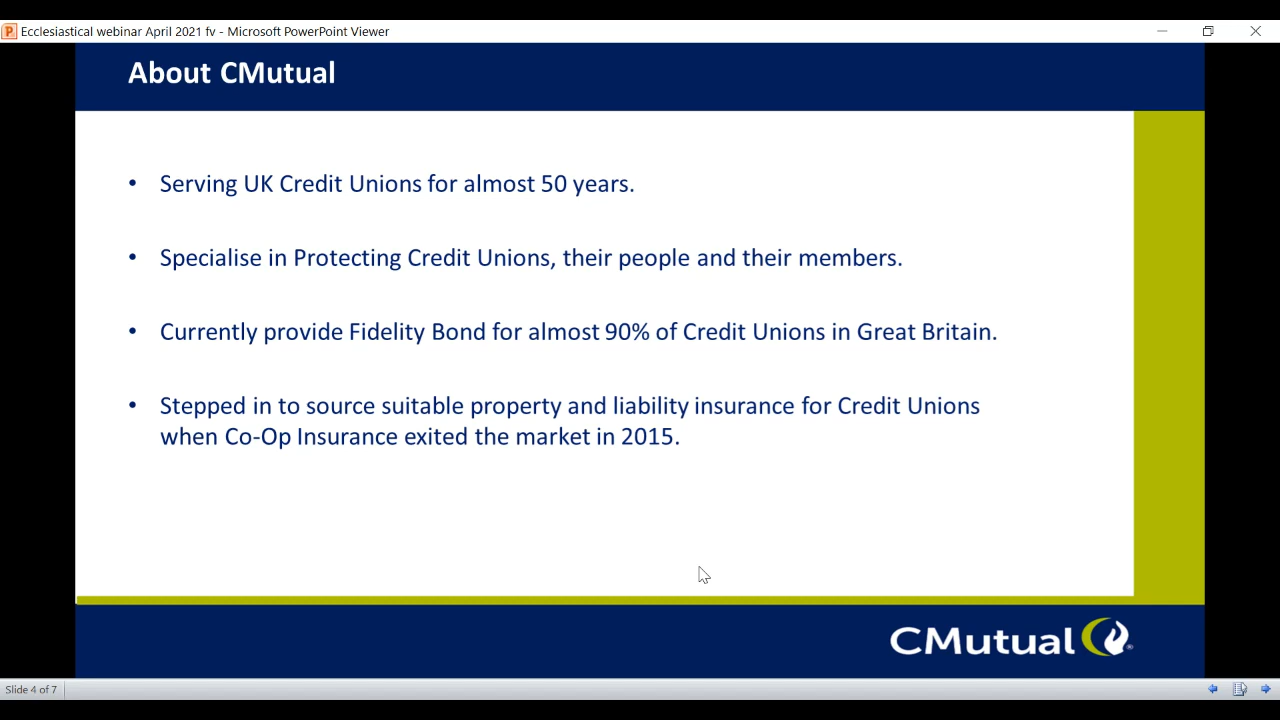 Ecclesiastical webinar April 2021 fv - Microsoft PowerPoint Viewer
About CMutual
• Serving UK Credit Unions for almost 50 years.
• Specialise in Protecting Credit Unions, their people and their members.
• Currently provide Fidelity Bond for almost 90% of Credit Unions in Great Britain.
• Stepped in to source suitable property and liability insurance for Credit Unions
when Co-Op Insurance exited the market in 2015.
CMutual®
Slide 4 of 7